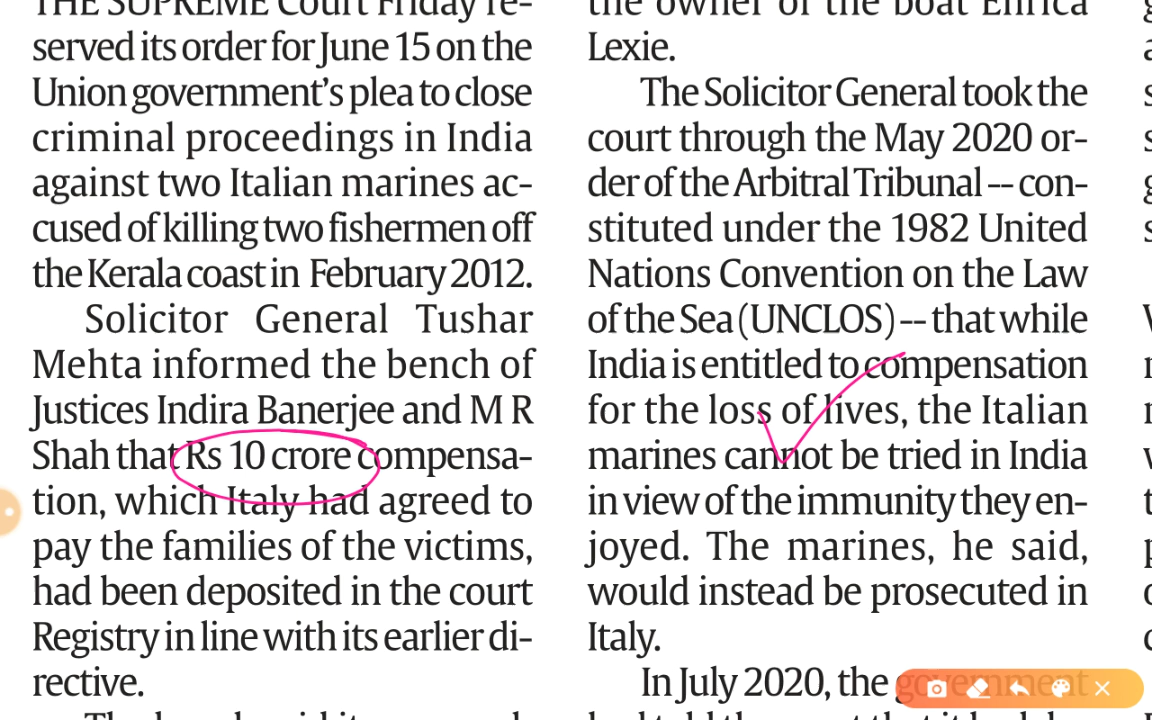 THE SUPREME Court Friday re-
served its order for June 15 on the
Union government's plea to close
criminal proceedings in India
against two Italian marines ac-
cused of killing two fishermen off
the Kerala coast in February 2012.
Solicitor General Tushar
Mehta informed the bench of
Justices Indira Banerjee and M R
Shah that Rs 10 crore compensa-
tion, which Italy had agreed to
pay the families of the victims,
had been deposited in the court
Registry in line with its earlier di-
rective.
the owner of the boat Enrica
Lexie.
The Solicitor General took the
court through the May 2020 or-
der of the Arbitral Tribunal -- con-
stituted under the 1982 United
Nations Convention on the Law
of the Sea (UNCLOS) -- that while
India is entitled to compensation
for the loss of lives, the Italian
marines cannot be tried in India
in view of the immunity they en-
joyed. The marines, he said,
would instead be prosecuted in
Italy.
In July 2020, the government